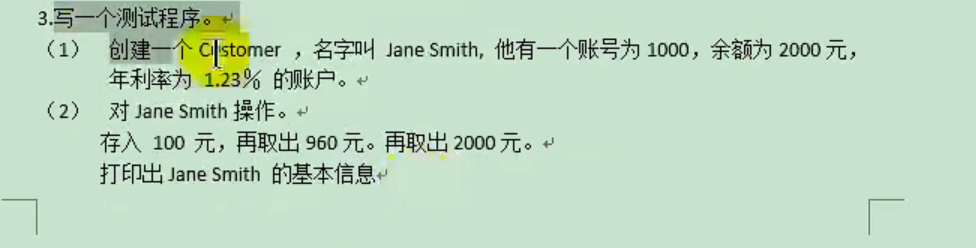 3.写一个测试程序。
（1） 创建一个 Customer ，名字叫 Jane Smith, 他有一个账号为 1000，余额为 2000 元，
年利率为 1.23％ 的账户。
（2） 对 Jane Smith 操作。
存入 100 元，再取出 960 元。再取出 2000 元。
打印出 Jane Smith 的基本信息